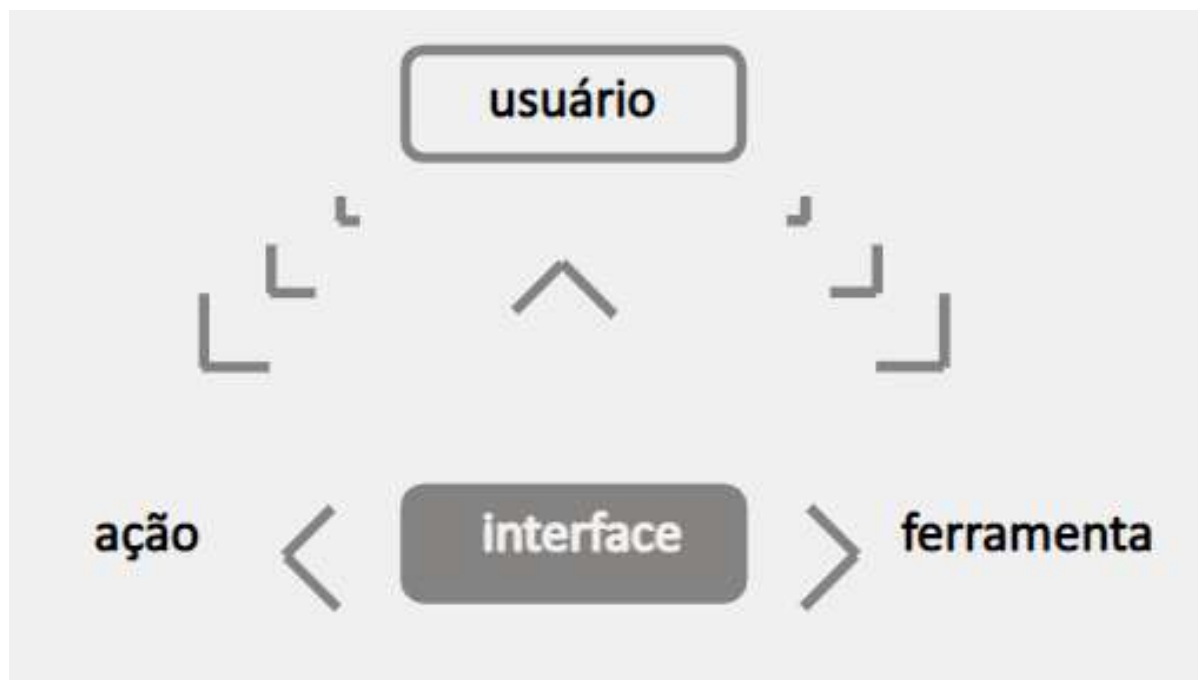 usuário
ação
interface
ferramenta